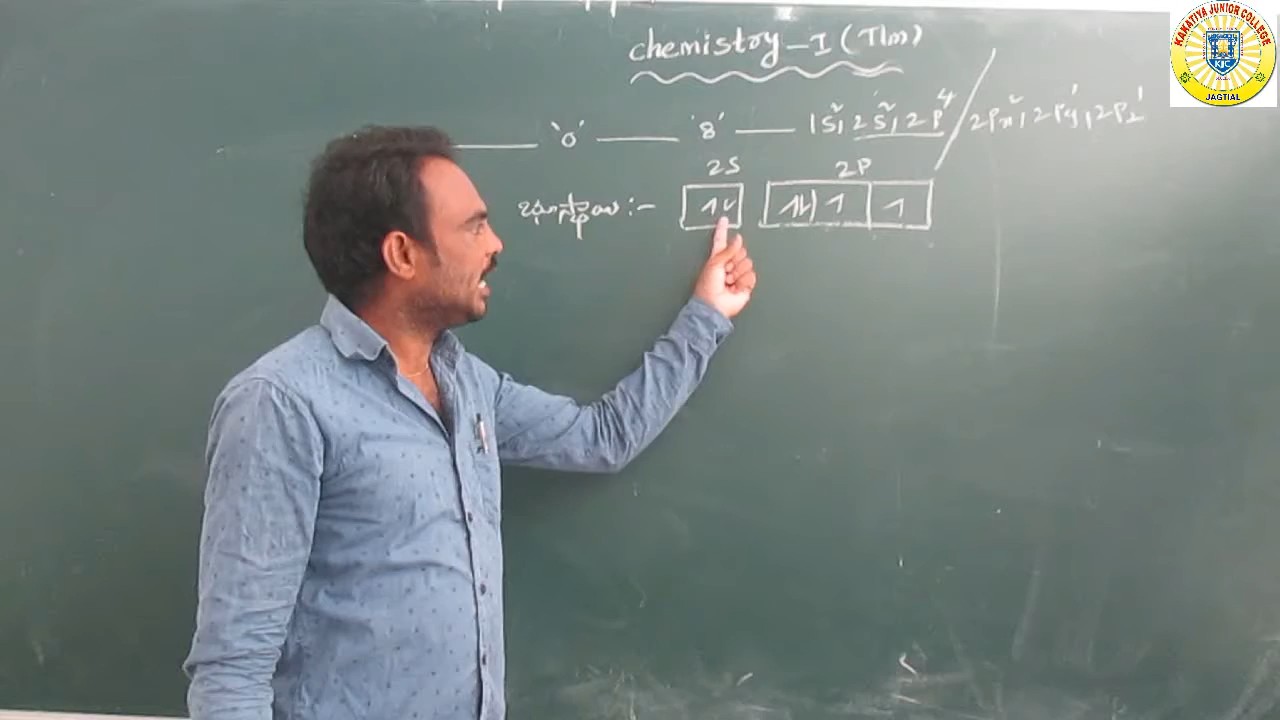 chemistry - I (T|m)
'O' — '8' — 1s², 2s², 2p⁴ / 2px², 2py¹, 2pz¹
2S 2P
భూస్థాయి :- 1⇂ 1⇂ 1 1
KAKATIYA JUNIOR COLLEGE
KJC
JAGTIAL